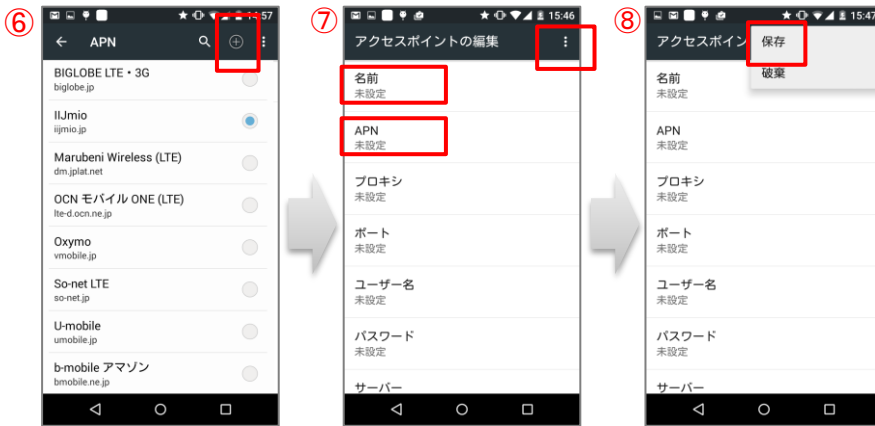 ⑥
14:57
APN
BIGLOBE LTE・3G
biglobe.jp
IIJmio
iijmio.jp
Marubeni Wireless (LTE)
dm.jplat.net
OCN モバイル ONE (LTE)
lte-d.ocn.ne.jp
Oxymo
vmobile.jp
So-net LTE
so-net.jp
U-mobile
umobile.jp
b-mobile アマゾン
bmobile.ne.jp
⑦
15:46
アクセスポイントの編集
名前
未設定
APN
未設定
プロキシ
未設定
ポート
未設定
ユーザー名
未設定
パスワード
未設定
サーバー
⑧
15:47
アクセスポイン
保存
破棄
名前
未設定
APN
未設定
プロキシ
未設定
ポート
未設定
ユーザー名
未設定
パスワード
未設定
サーバー